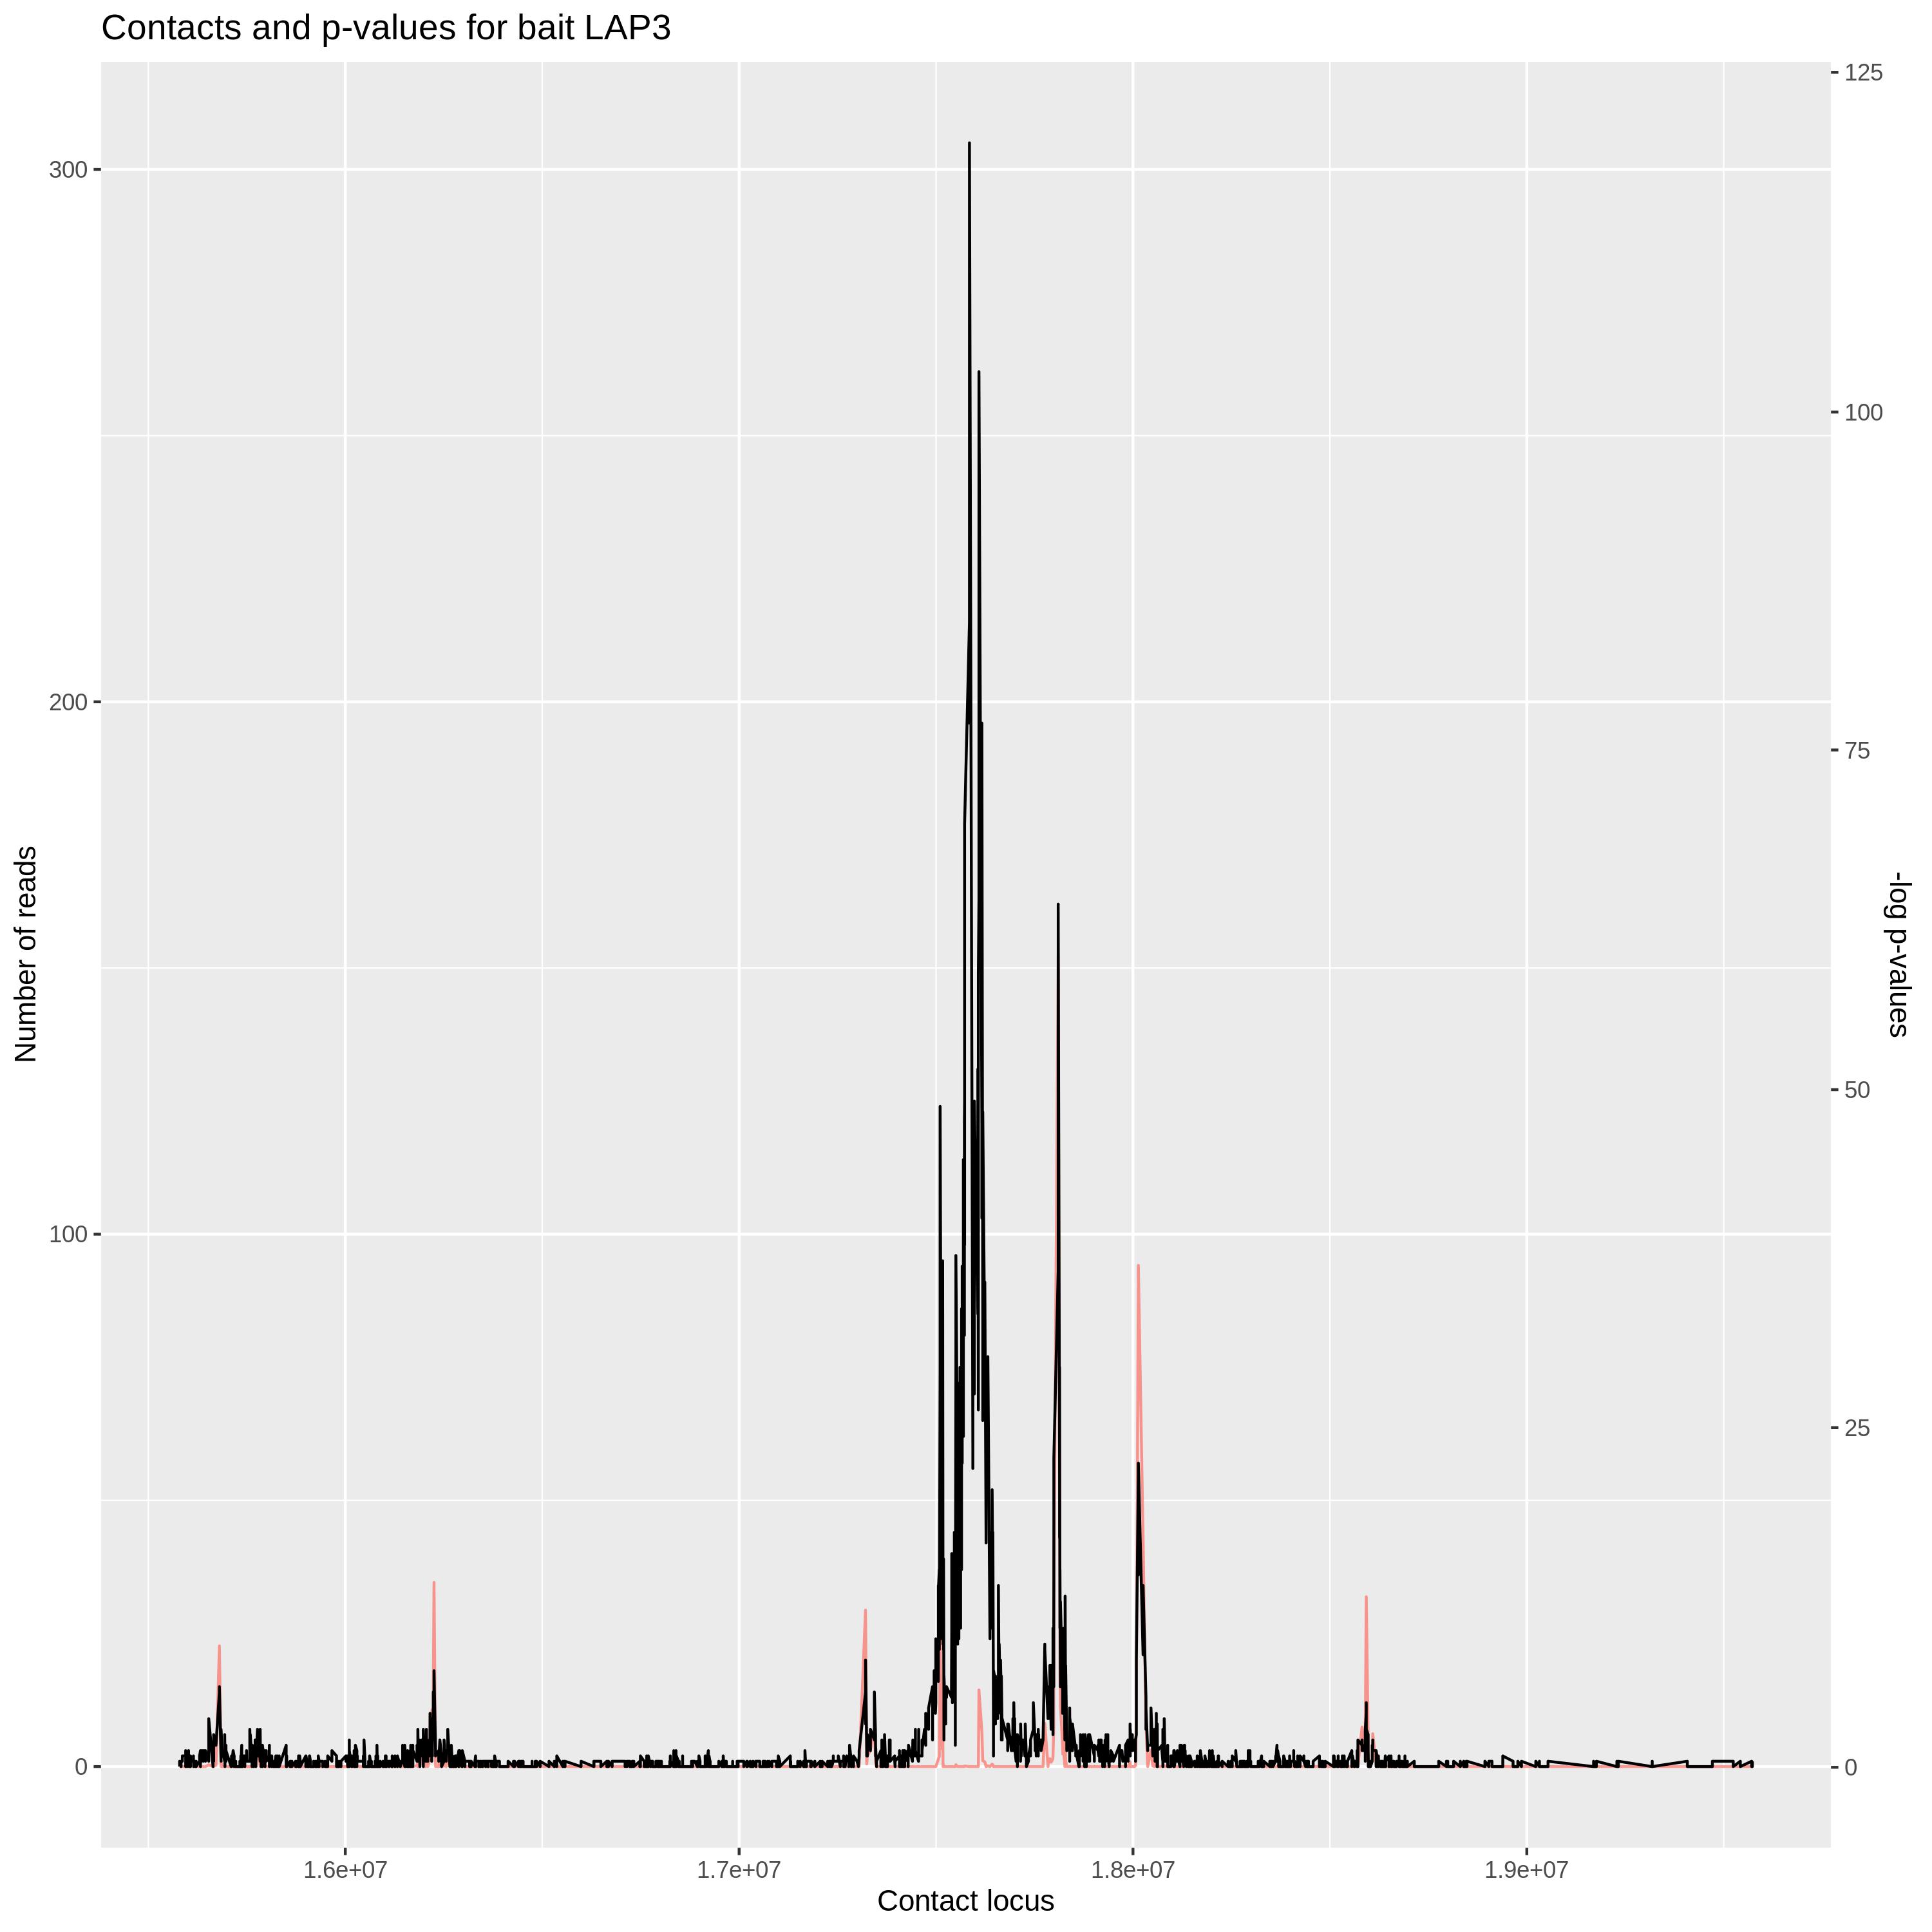 Contacts and p-values for bait LAP3
300
200
100
0
Number of reads
125
100
75
50
25
0
-log p-values
1.6e+07
1.7e+07
1.8e+07
1.9e+07
Contact locus